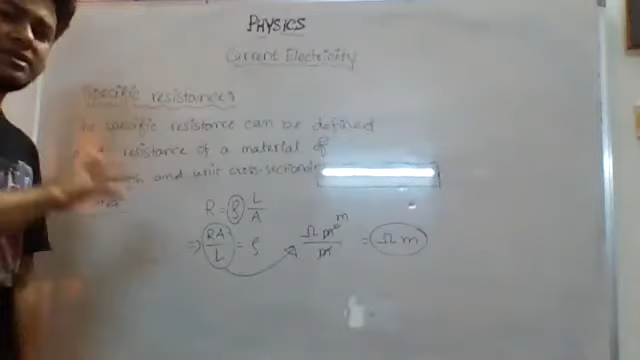 PHYSICS
Current Electricity
Specific resistance:
specific resistance can be defined
resistance of a material of
and unit cross-sectional
R = ρ L/A
⇒ RA/L = ρ Ω m²/m = Ω m
m